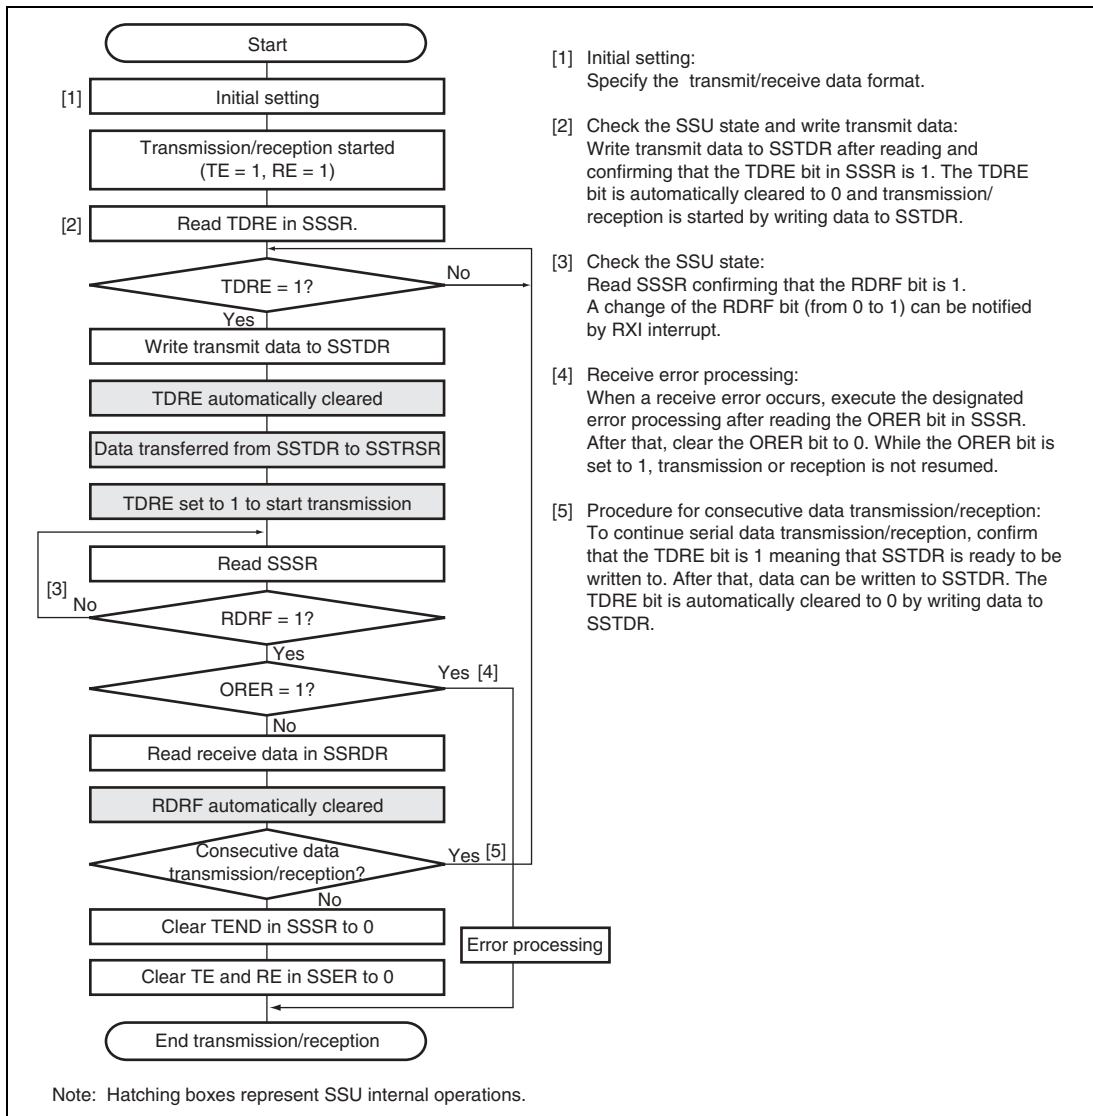 Start
[1] Initial setting
Transmission/reception started
(TE = 1, RE = 1)
[2] Read TDRE in SSSR.
TDRE = 1?
No
Yes
Write transmit data to SSTDR
TDRE automatically cleared
Data transferred from SSTDR to SSTRSR
TDRE set to 1 to start transmission
Read SSSR
[3]
No
RDRF = 1?
Yes
Yes [4]
ORER = 1?
No
Read receive data in SSRDR
RDRF automatically cleared
Consecutive data
transmission/reception?
Yes [5]
No
Clear TEND in SSSR to 0
Error processing
Clear TE and RE in SSER to 0
End transmission/reception
[1] Initial setting:
Specify the transmit/receive data format.
[2] Check the SSU state and write transmit data:
Write transmit data to SSTDR after reading and
confirming that the TDRE bit in SSSR is 1. The TDRE
bit is automatically cleared to 0 and transmission/
reception is started by writing data to SSTDR.
[3] Check the SSU state:
Read SSSR confirming that the RDRF bit is 1.
A change of the RDRF bit (from 0 to 1) can be notified
by RXI interrupt.
[4] Receive error processing:
When a receive error occurs, execute the designated
error processing after reading the ORER bit in SSSR.
After that, clear the ORER bit to 0. While the ORER bit is
set to 1, transmission or reception is not resumed.
[5] Procedure for consecutive data transmission/reception:
To continue serial data transmission/reception, confirm
that the TDRE bit is 1 meaning that SSTDR is ready to be
written to. After that, data can be written to SSTDR. The
TDRE bit is automatically cleared to 0 by writing data to
SSTDR.
Note: Hatching boxes represent SSU internal operations.